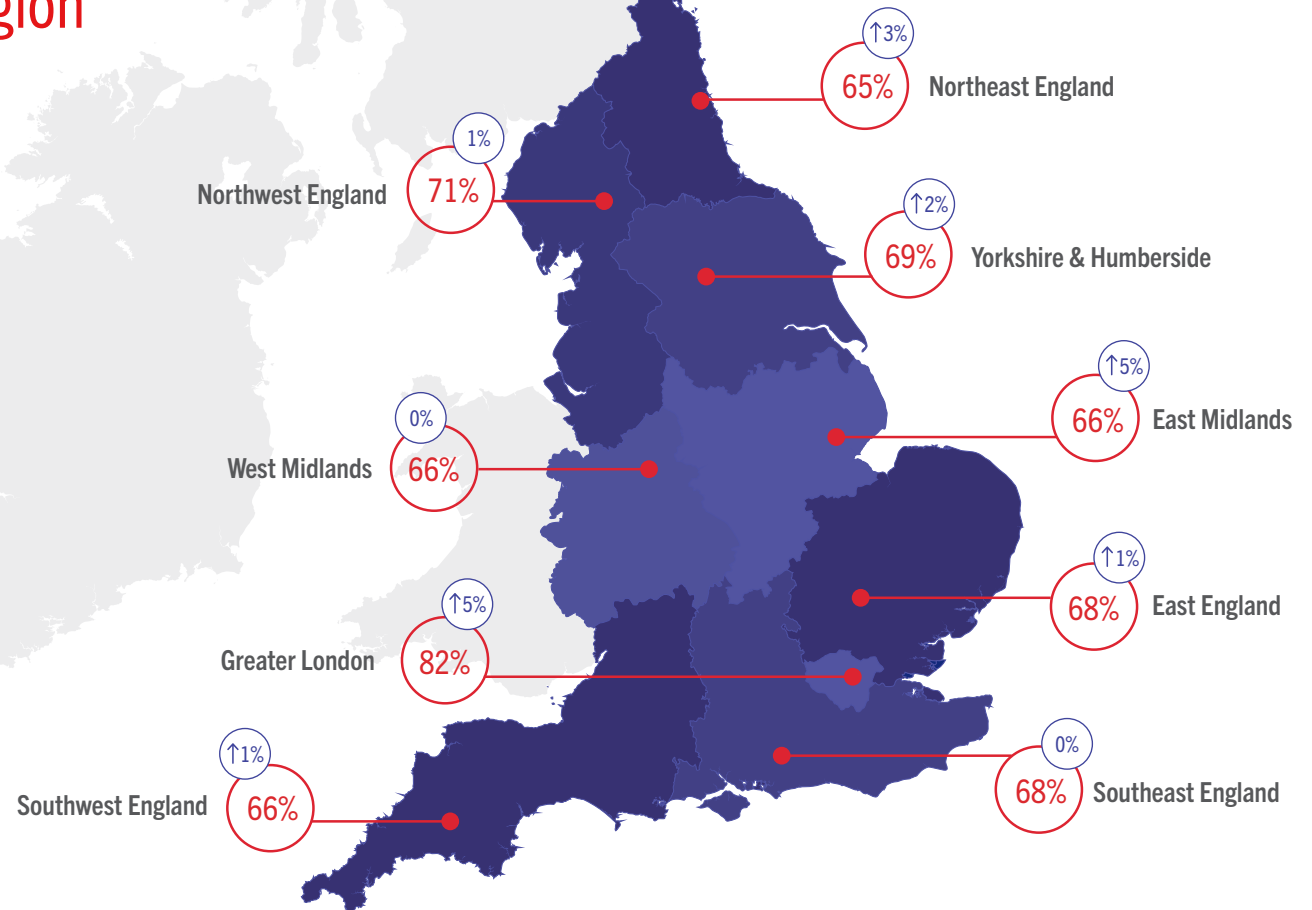 ↑3%
65%
Northeast England
1%
71%
Northwest England
↑2%
69%
Yorkshire & Humberside
↑5%
66%
East Midlands
0%
66%
West Midlands
↑1%
68%
East England
↑5%
82%
Greater London
0%
68%
Southeast England
↑1%
66%
Southwest England